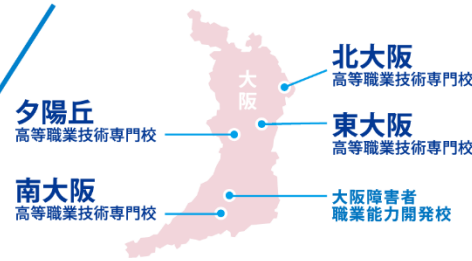 大阪
北大阪
高等職業技術専門校
夕陽丘
高等職業技術専門校
東大阪
高等職業技術専門校
南大阪
高等職業技術専門校
大阪障害者
職業能力開発校